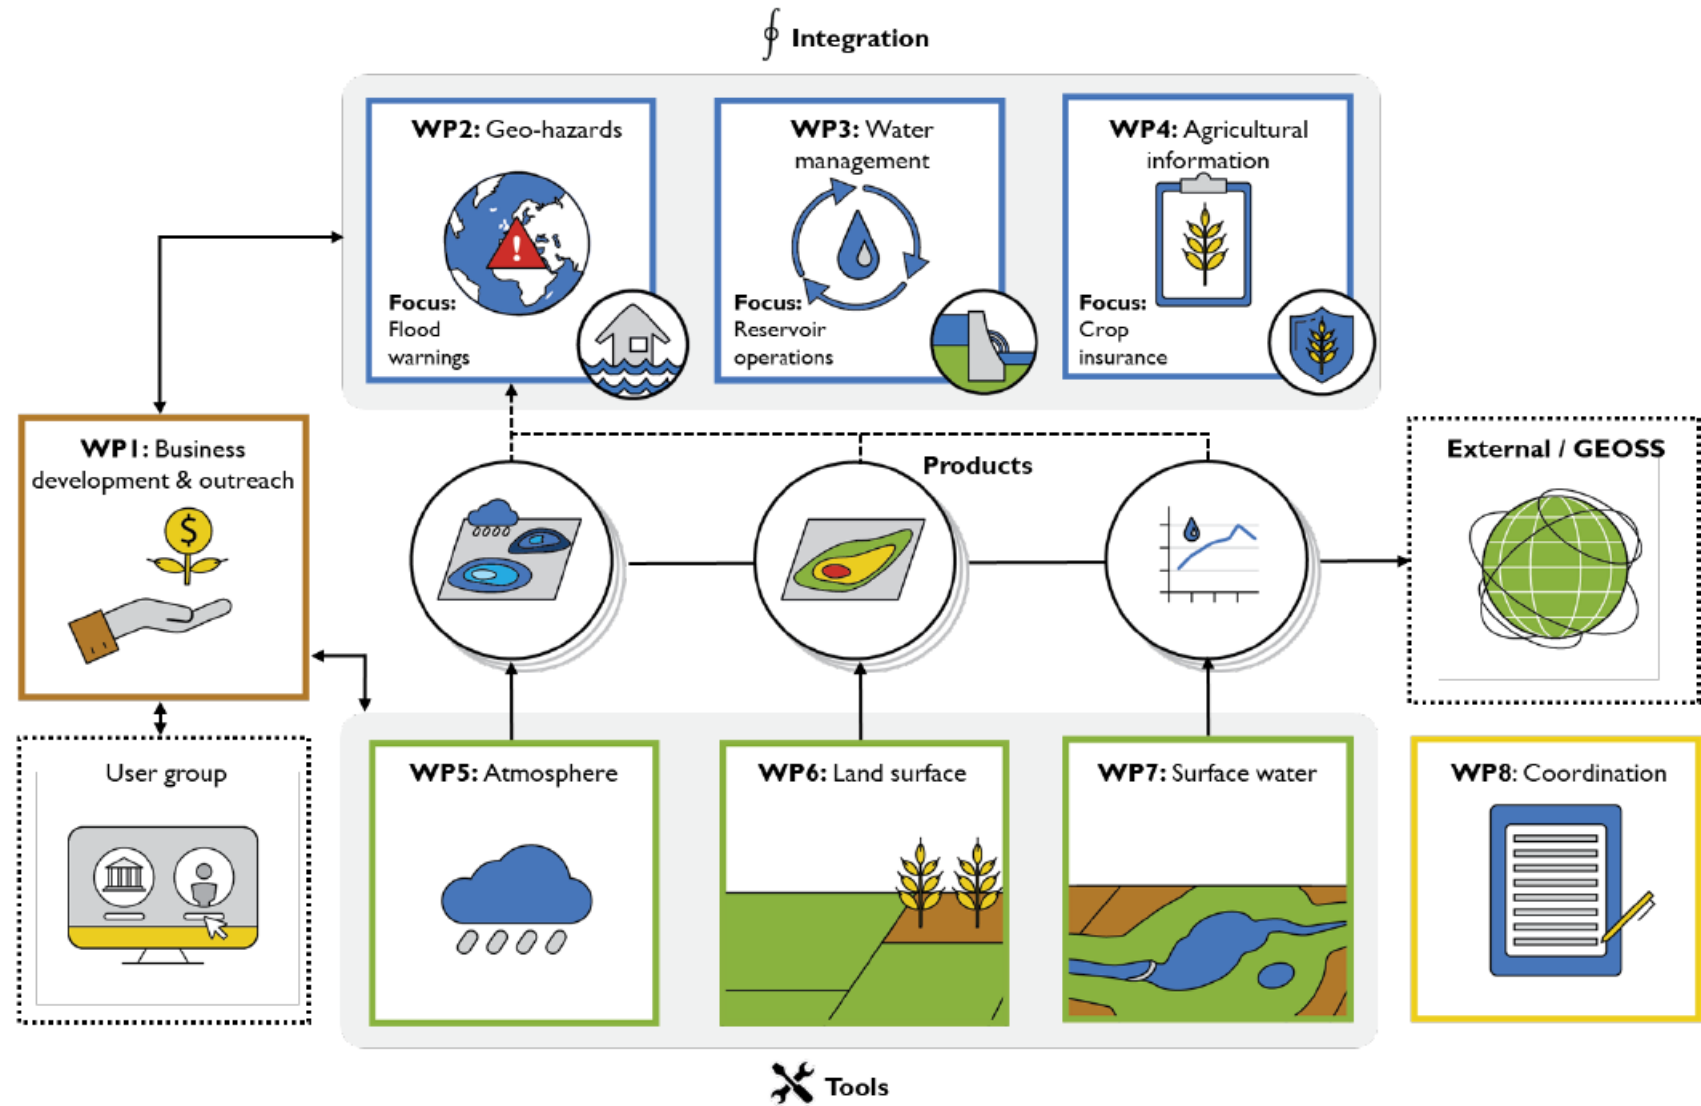 Integration
WP2: Geo-hazards
Focus:
Flood
warnings
WP3: Water
management
Focus:
Reservoir
operations
WP4: Agricultural
information
Focus:
Crop
insurance
WP1: Business
development & outreach
$
Products
External / GEOSS
User group
WP5: Atmosphere
WP6: Land surface
WP7: Surface water
WP8: Coordination
Tools